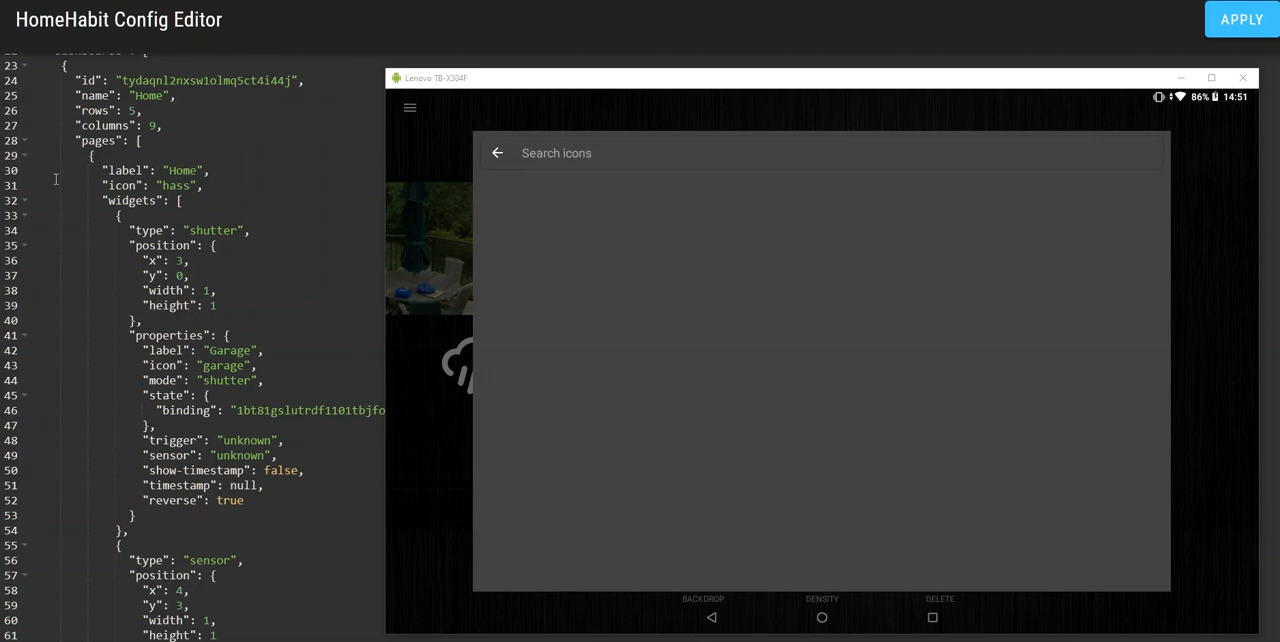 HomeHabit Config Editor
APPLY
23 {
24 "id": "tydaqnl2nxsw1olmq5ct4i44j",
25 "name": "Home",
26 "rows": 5,
27 "columns": 9,
28 "pages": [
29 {
30 "label": "Home",
31 "icon": "hass",
32 "widgets": [
33 {
34 "type": "shutter",
35 "position": {
36 "x": 3,
37 "y": 0,
38 "width": 1,
39 "height": 1
40 },
41 "properties": {
42 "label": "Garage",
43 "icon": "garage",
44 "mode": "shutter",
45 "state": {
46 "binding": "1bt81gslutrdf1101tbjfo
47 },
48 "trigger": "unknown",
49 "sensor": "unknown",
50 "show-timestamp": false,
51 "timestamp": null,
52 "reverse": true
53 }
54 },
55 {
56 "type": "sensor",
57 "position": {
58 "x": 4,
59 "y": 3,
60 "width": 1,
61 "height": 1
Lenovo TB-X304F
86% 14:51
Search icons
BACKDROP DENSITY DELETE